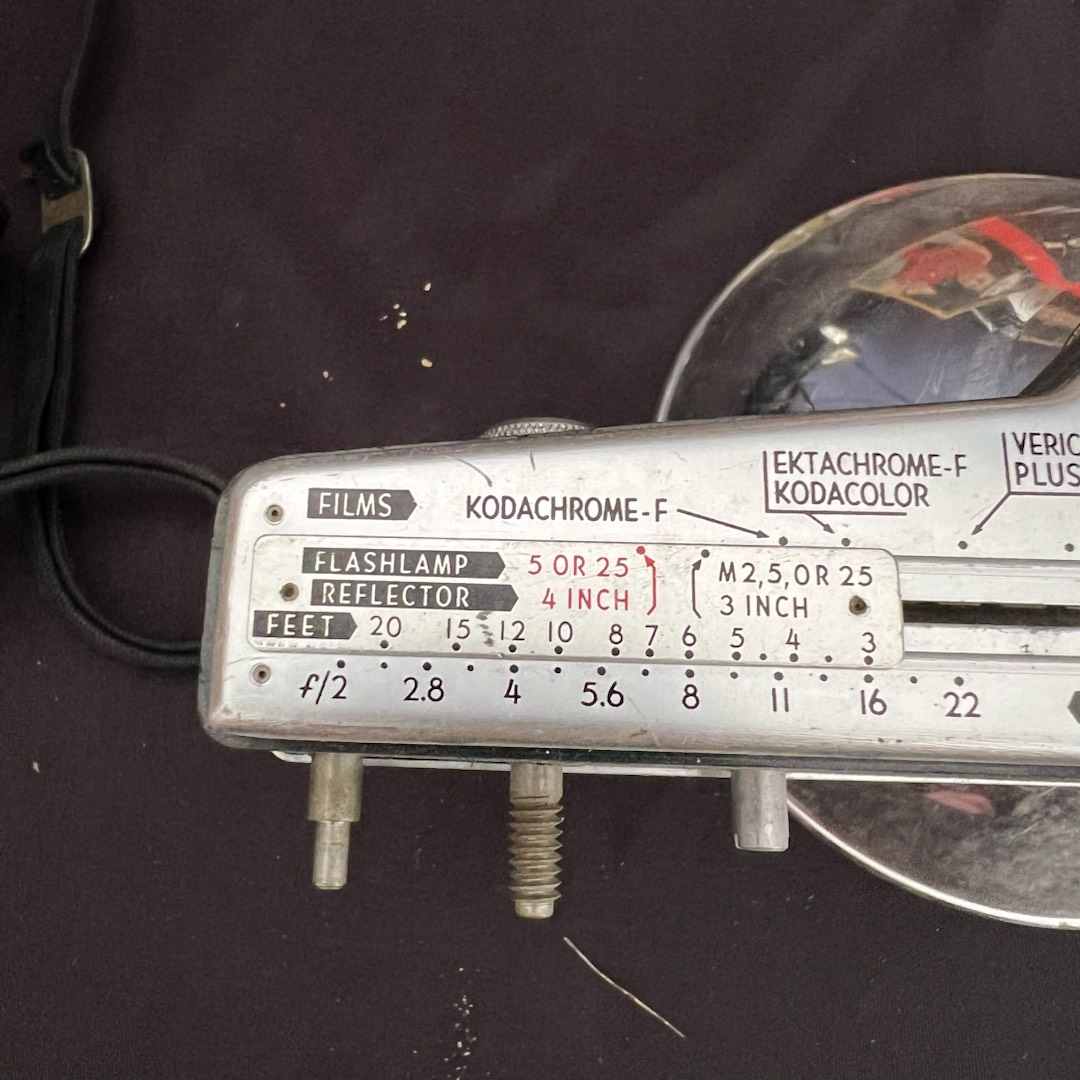 EKTACHROME-F
KODACOLOR
PLUS
FILMS
KODACHROME-F
FLASHLAMP 5 OR 25 M2,5,OR 25
REFLECTOR 4 INCH 3 INCH
FEET 20 15 12 10 8 7 6 5 4 3
f/2 2.8 4 5.6 8 11 16 22